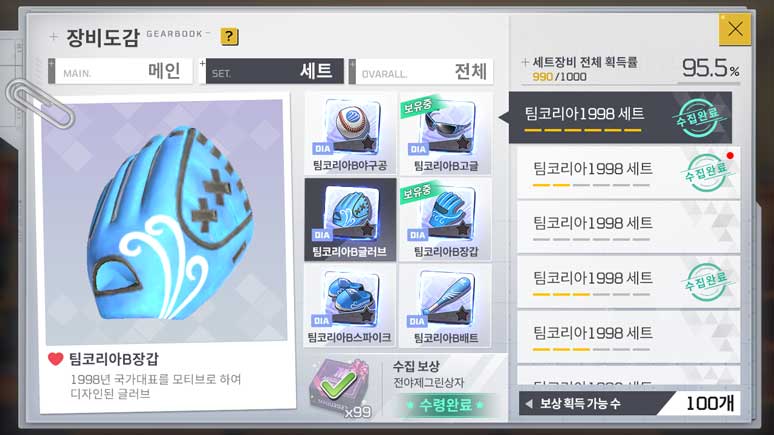 장비도감 GEARBOOK
?
MAIN. 메인
SET. 세트
OVARALL. 전체
세트장비 전체 획득률
990/1000
95.5%
DIA
팀코리아B야구공
보유중
DIA
팀코리아B고글
DIA
팀코리아B글러브
보유중
DIA
팀코리아B장갑
DIA
팀코리아B스파이크
DIA
팀코리아B배트
팀코리아B장갑
1998년 국가대표를 모티브로 하여
디자인된 글러브
x99
수집 보상
전야제그린상자
수령완료
팀코리아1998 세트
수집완료
팀코리아1998 세트
수집완료
팀코리아1998 세트
팀코리아1998 세트
수집완료
팀코리아1998 세트
보상 획득 가능 수
100개